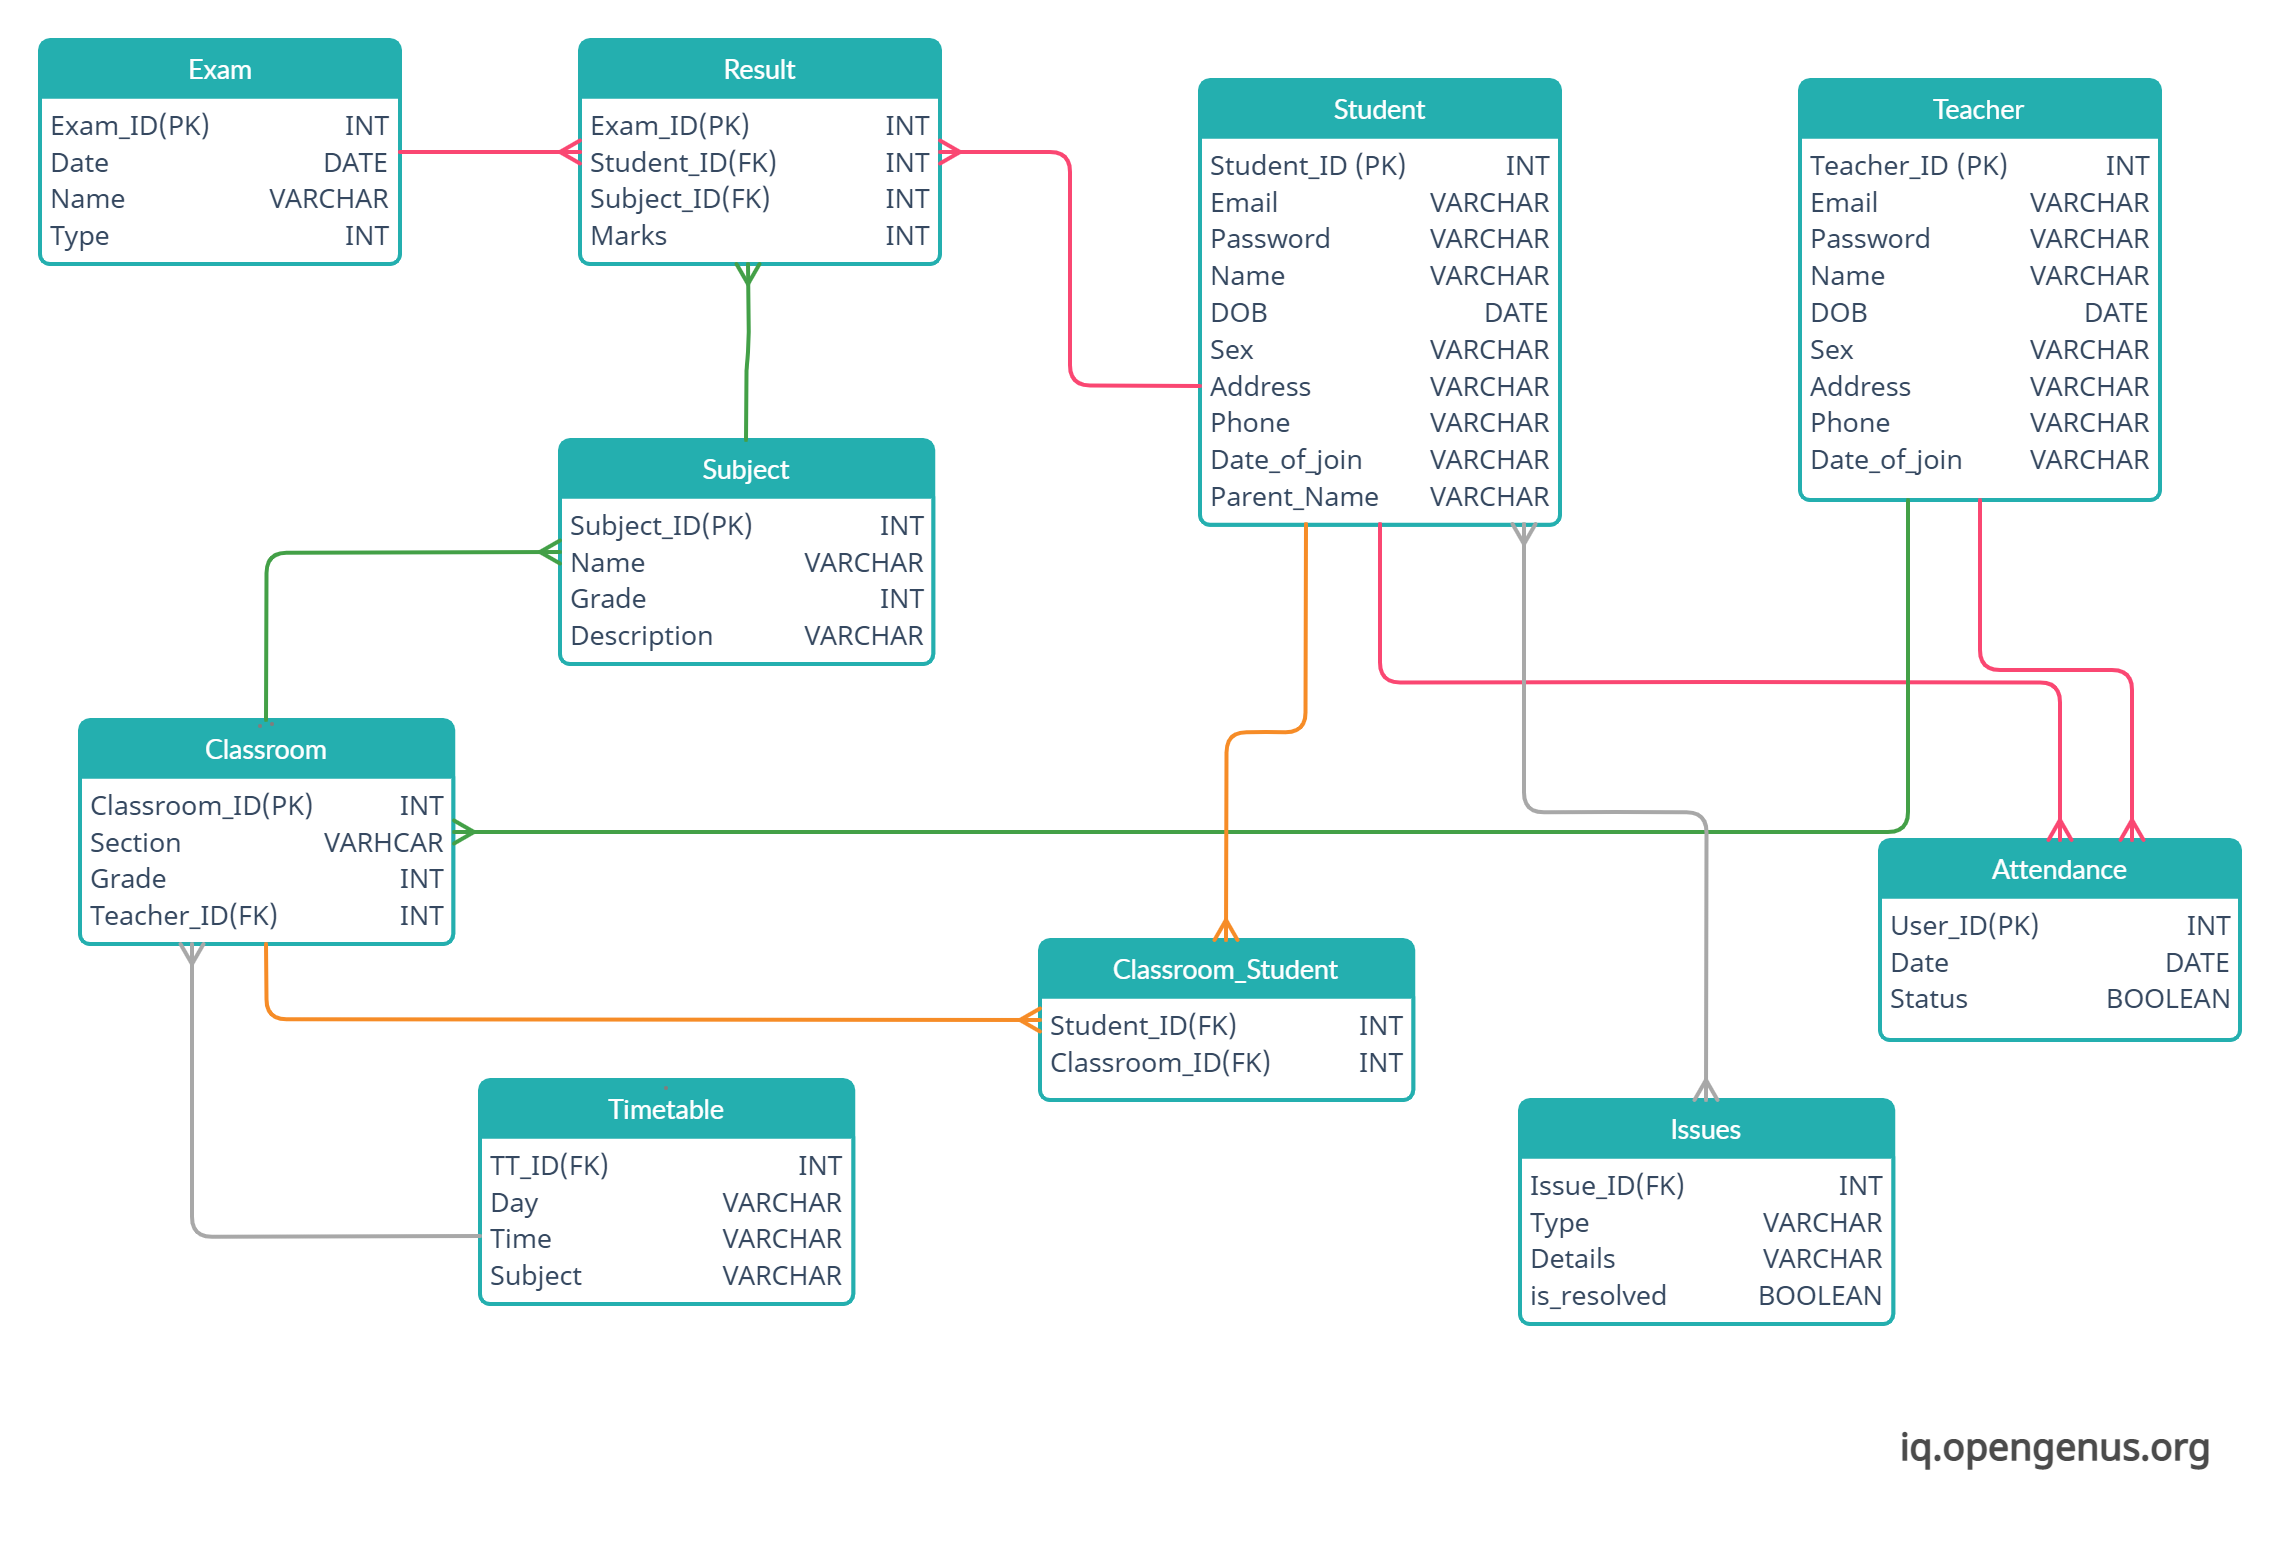 Exam
Exam_ID(PK) INT
Date DATE
Name VARCHAR
Type INT
Result
Exam_ID(PK) INT
Student_ID(FK) INT
Subject_ID(FK) INT
Marks INT
Student
Student_ID (PK) INT
Email VARCHAR
Password VARCHAR
Name VARCHAR
DOB DATE
Sex VARCHAR
Address VARCHAR
Phone VARCHAR
Date_of_join VARCHAR
Parent_Name VARCHAR
Teacher
Teacher_ID (PK) INT
Email VARCHAR
Password VARCHAR
Name VARCHAR
DOB DATE
Sex VARCHAR
Address VARCHAR
Phone VARCHAR
Date_of_join VARCHAR
Subject
Subject_ID(PK) INT
Name VARCHAR
Grade INT
Description VARCHAR
Classroom
Classroom_ID(PK) INT
Section VARHCAR
Grade INT
Teacher_ID(FK) INT
Attendance
User_ID(PK) INT
Date DATE
Status BOOLEAN
Classroom_Student
Student_ID(FK) INT
Classroom_ID(FK) INT
Timetable
TT_ID(FK) INT
Day VARCHAR
Time VARCHAR
Subject VARCHAR
Issues
Issue_ID(FK) INT
Type VARCHAR
Details VARCHAR
is_resolved BOOLEAN
iq.opengenus.org